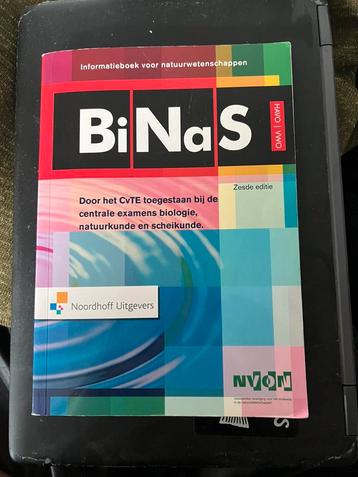 Informatieboek voor natuurwetenschappen
BiNaS
HAVO | VWO
Zesde editie
Door het CvTE toegestaan bij de
centrale examens biologie,
natuurkunde en scheikunde.
Noordhoff Uitgevers
NVON